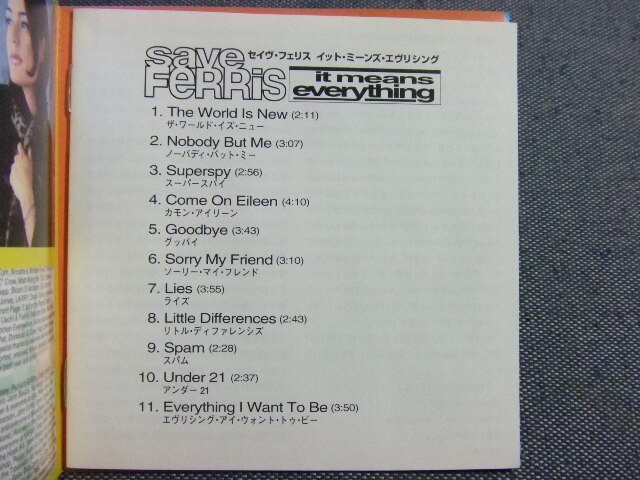 save FERRiS
セイヴ・フェリス イット・ミーンズ・エヴリシング
it means everything
1. The World Is New (2:11)
ザ・ワールド・イズ・ニュー
2. Nobody But Me (3:07)
ノーバディ・バット・ミー
3. Superspy (2:56)
スーパースパイ
4. Come On Eileen (4:10)
カモン・アイリーン
5. Goodbye (3:43)
グッバイ
6. Sorry My Friend (3:10)
ソーリー・マイ・フレンド
7. Lies (3:55)
ライズ
8. Little Differences (2:43)
リトル・ディファレンシズ
9. Spam (2:28)
スパム
10. Under 21 (2:37)
アンダー 21
11. Everything I Want To Be (3:50)
エヴリシング・アイ・ウォント・トゥ・ビー